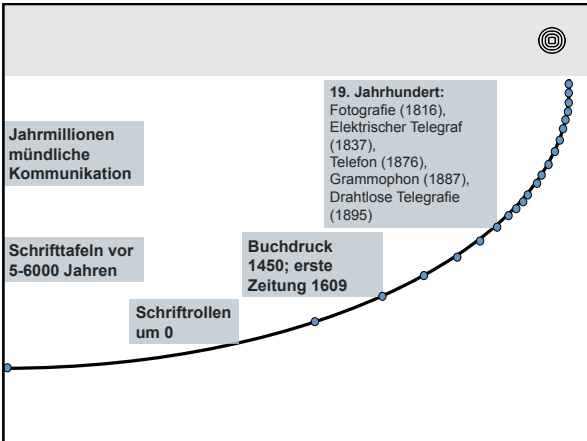 Jahrmillionen
mündliche
Kommunikation
Schrifttafeln vor
5-6000 Jahren
Schriftrollen
um 0
Buchdruck
1450; erste
Zeitung 1609
19. Jahrhundert:
Fotografie (1816),
Elektrischer Telegraf
(1837),
Telefon (1876),
Grammophon (1887),
Drahtlose Telegrafie
(1895)